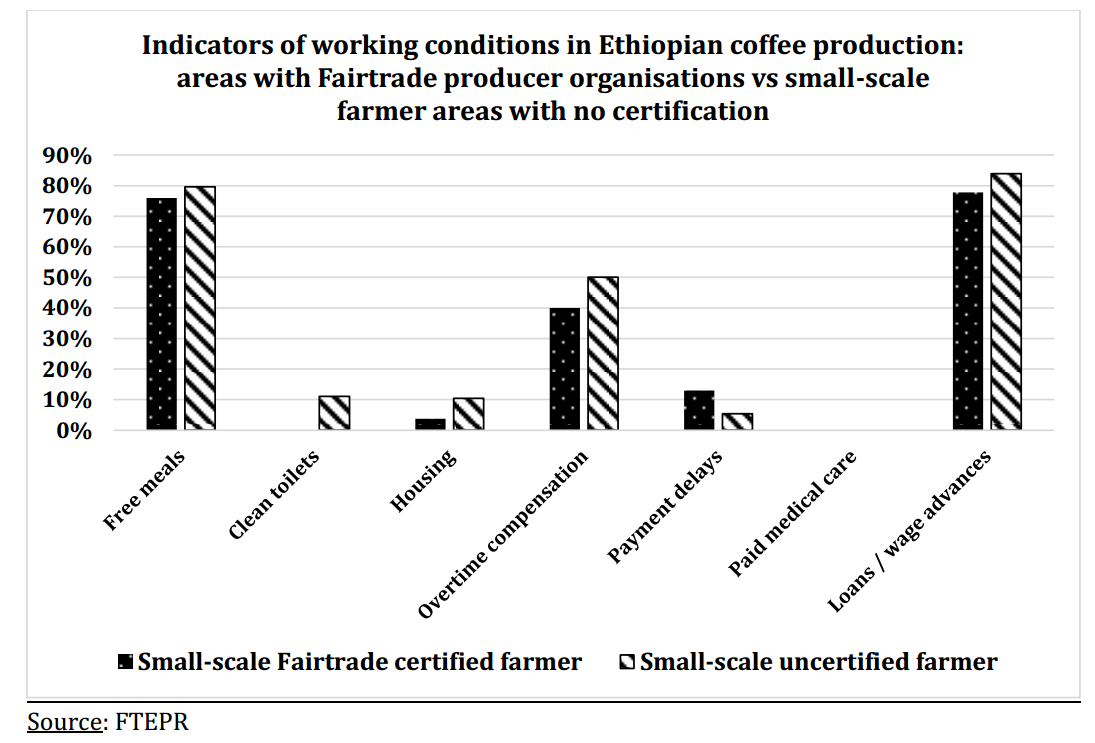 Indicators of working conditions in Ethiopian coffee production:
areas with Fairtrade producer organisations vs small-scale
farmer areas with no certification
90%
80%
70%
60%
50%
40%
30%
20%
10%
0%
Free meals
Clean toilets
Housing
Overtime compensation
Payment delays
Paid medical care
Loans / wage advances
Small-scale Fairtrade certified farmer
Small-scale uncertified farmer
Source: FTEPR